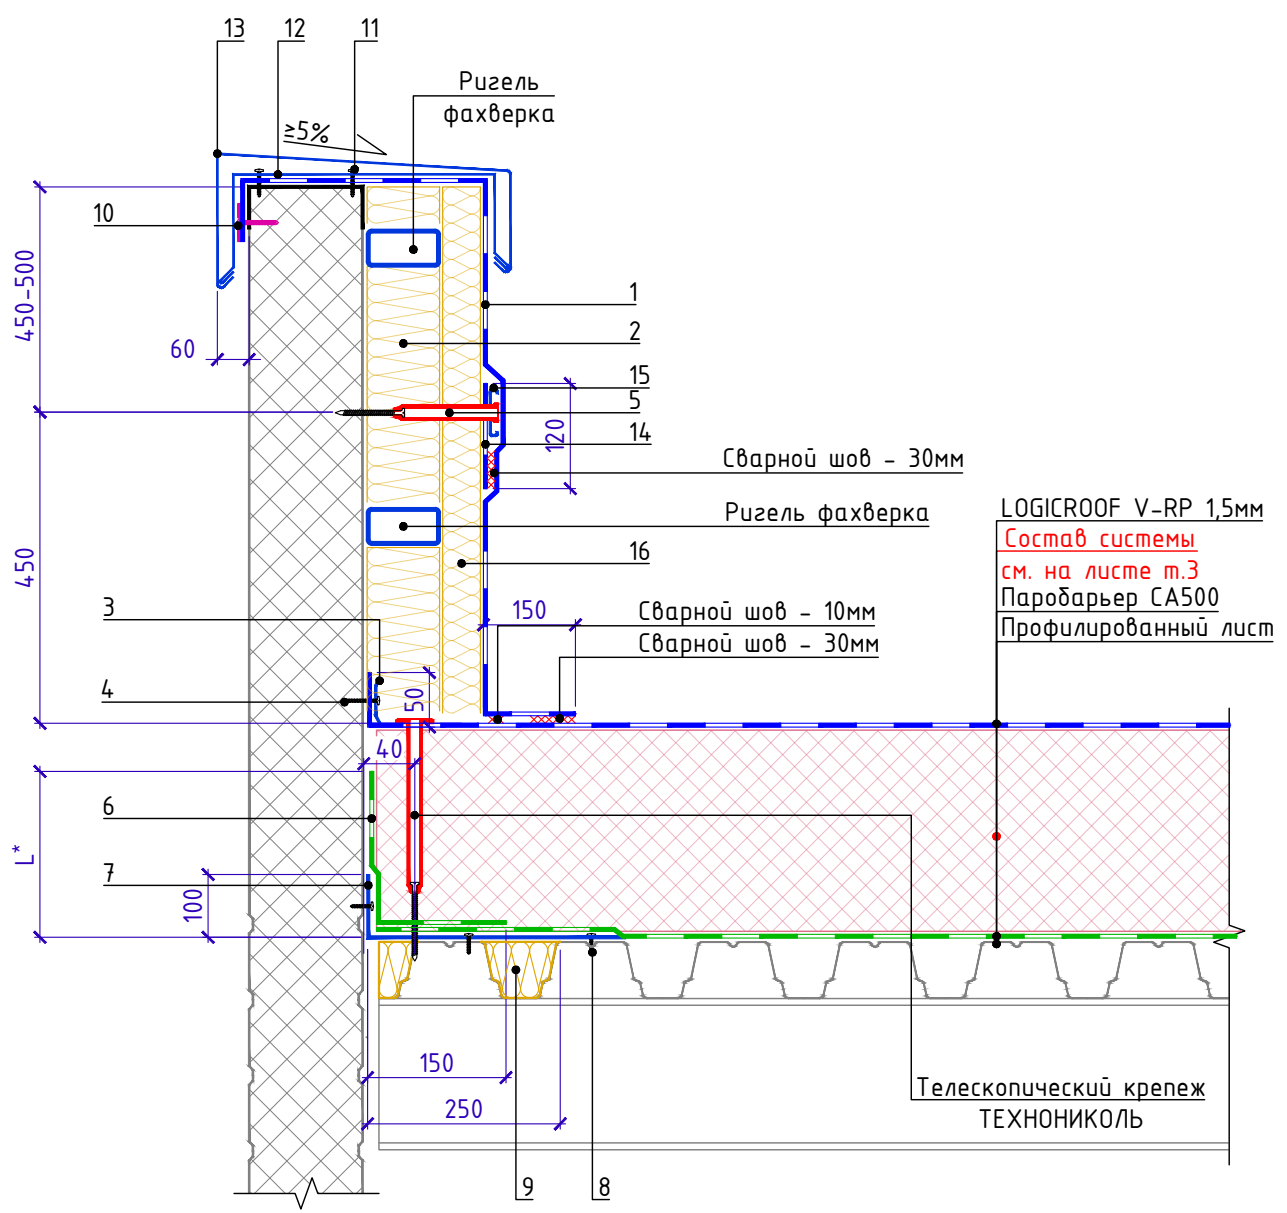 13
12
11
Ригель
фахверка
≥5%
10
450-500
1
2
60
15
5
120
14
Сварной шов - 30мм
LOGICROOF V-RP 1,5мм
Ригель фахверка
Состав системы
16
см. на листе т.3
450
Паробарьер СА500
3
150
Сварной шов - 10мм
Профилированный лист
Сварной шов - 30мм
4
50
40
6
L*
7
100
150
Телескопический крепеж
250
ТЕХНОНИКОЛЬ
9
8